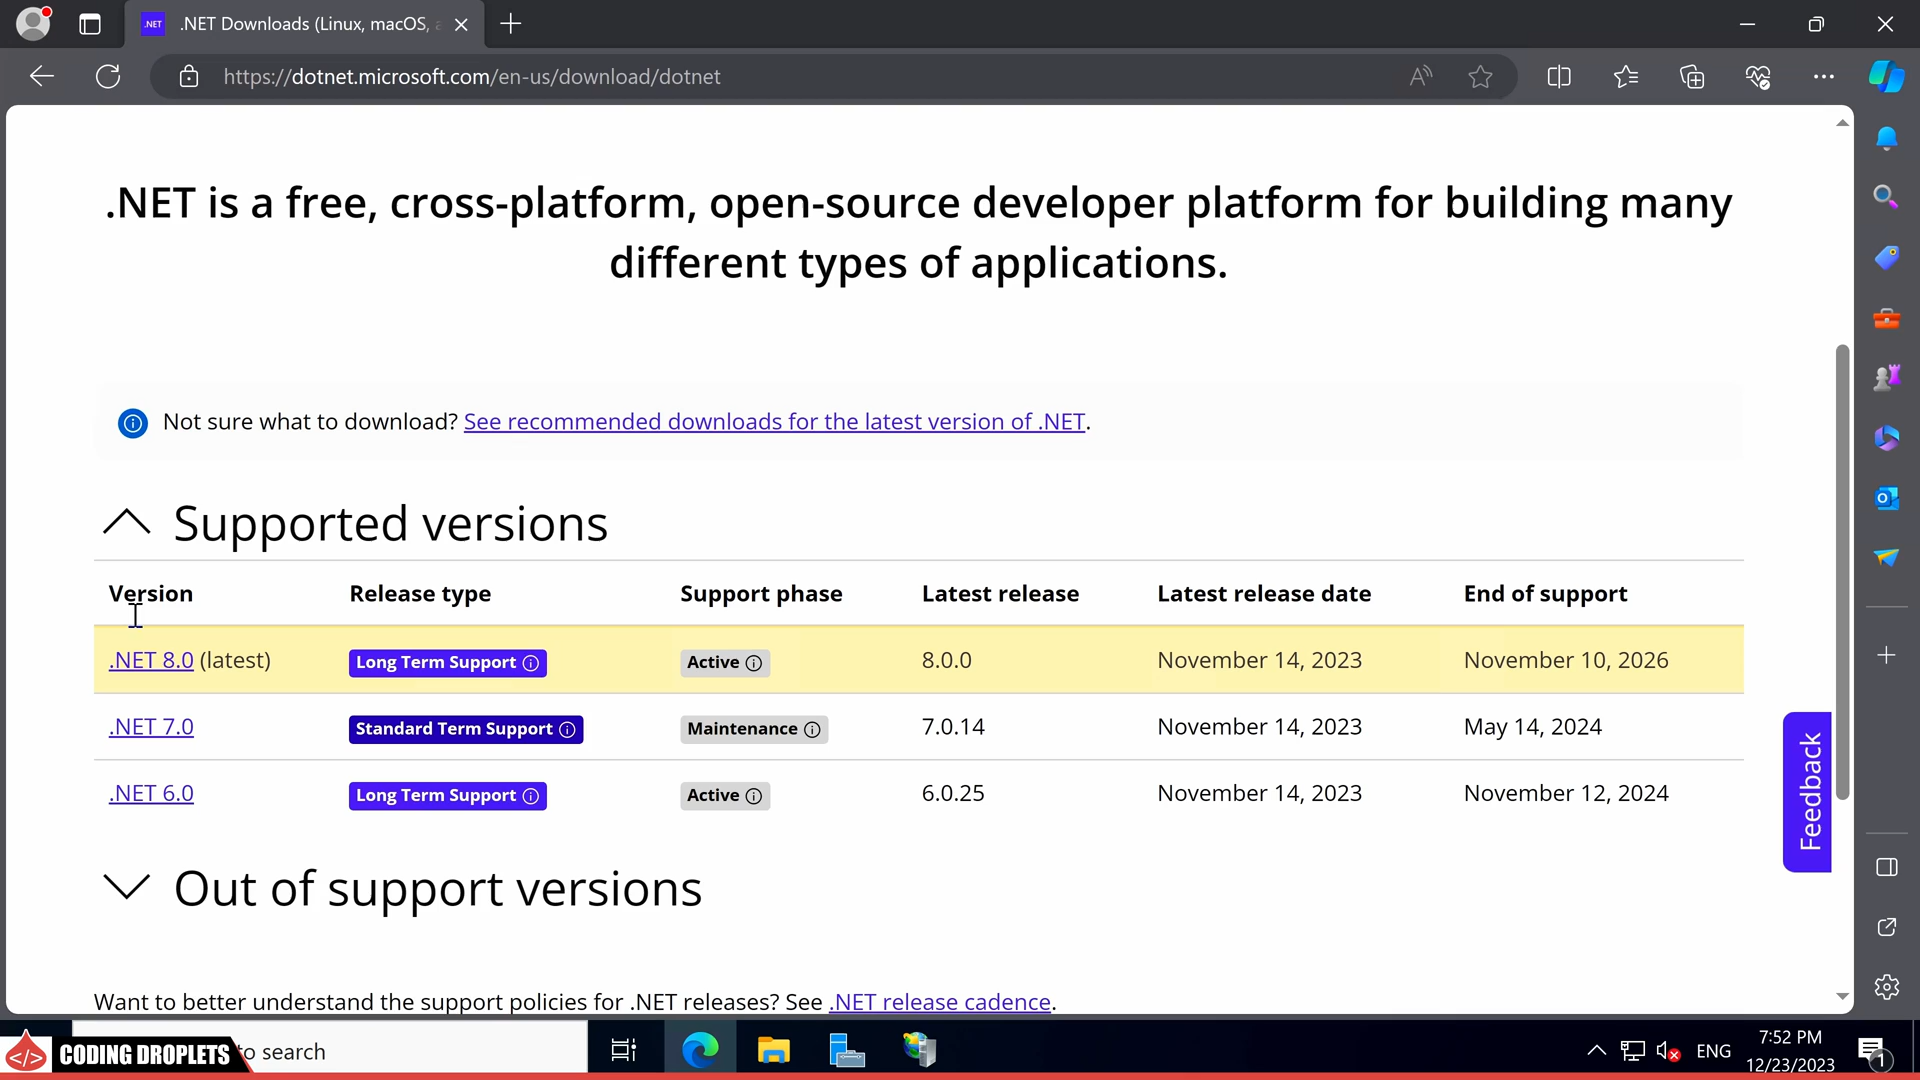 .NET
.NET Downloads (Linux, macOS, a
https://dotnet.microsoft.com/en-us/download/dotnet
.NET is a free, cross-platform, open-source developer platform for building many
different types of applications.
Not sure what to download? See recommended downloads for the latest version of .NET.
Supported versions
Version Release type Support phase Latest release Latest release date End of support
.NET 8.0 (latest) Long Term Support Active 8.0.0 November 14, 2023 November 10, 2026
.NET 7.0 Standard Term Support Maintenance 7.0.14 November 14, 2023 May 14, 2024
.NET 6.0 Long Term Support Active 6.0.25 November 14, 2023 November 12, 2024
Feedback
Out of support versions
Want to better understand the support policies for .NET releases? See .NET release cadence.
CODING DROPLETS
to search
ENG
7:52 PM
12/23/2023
1